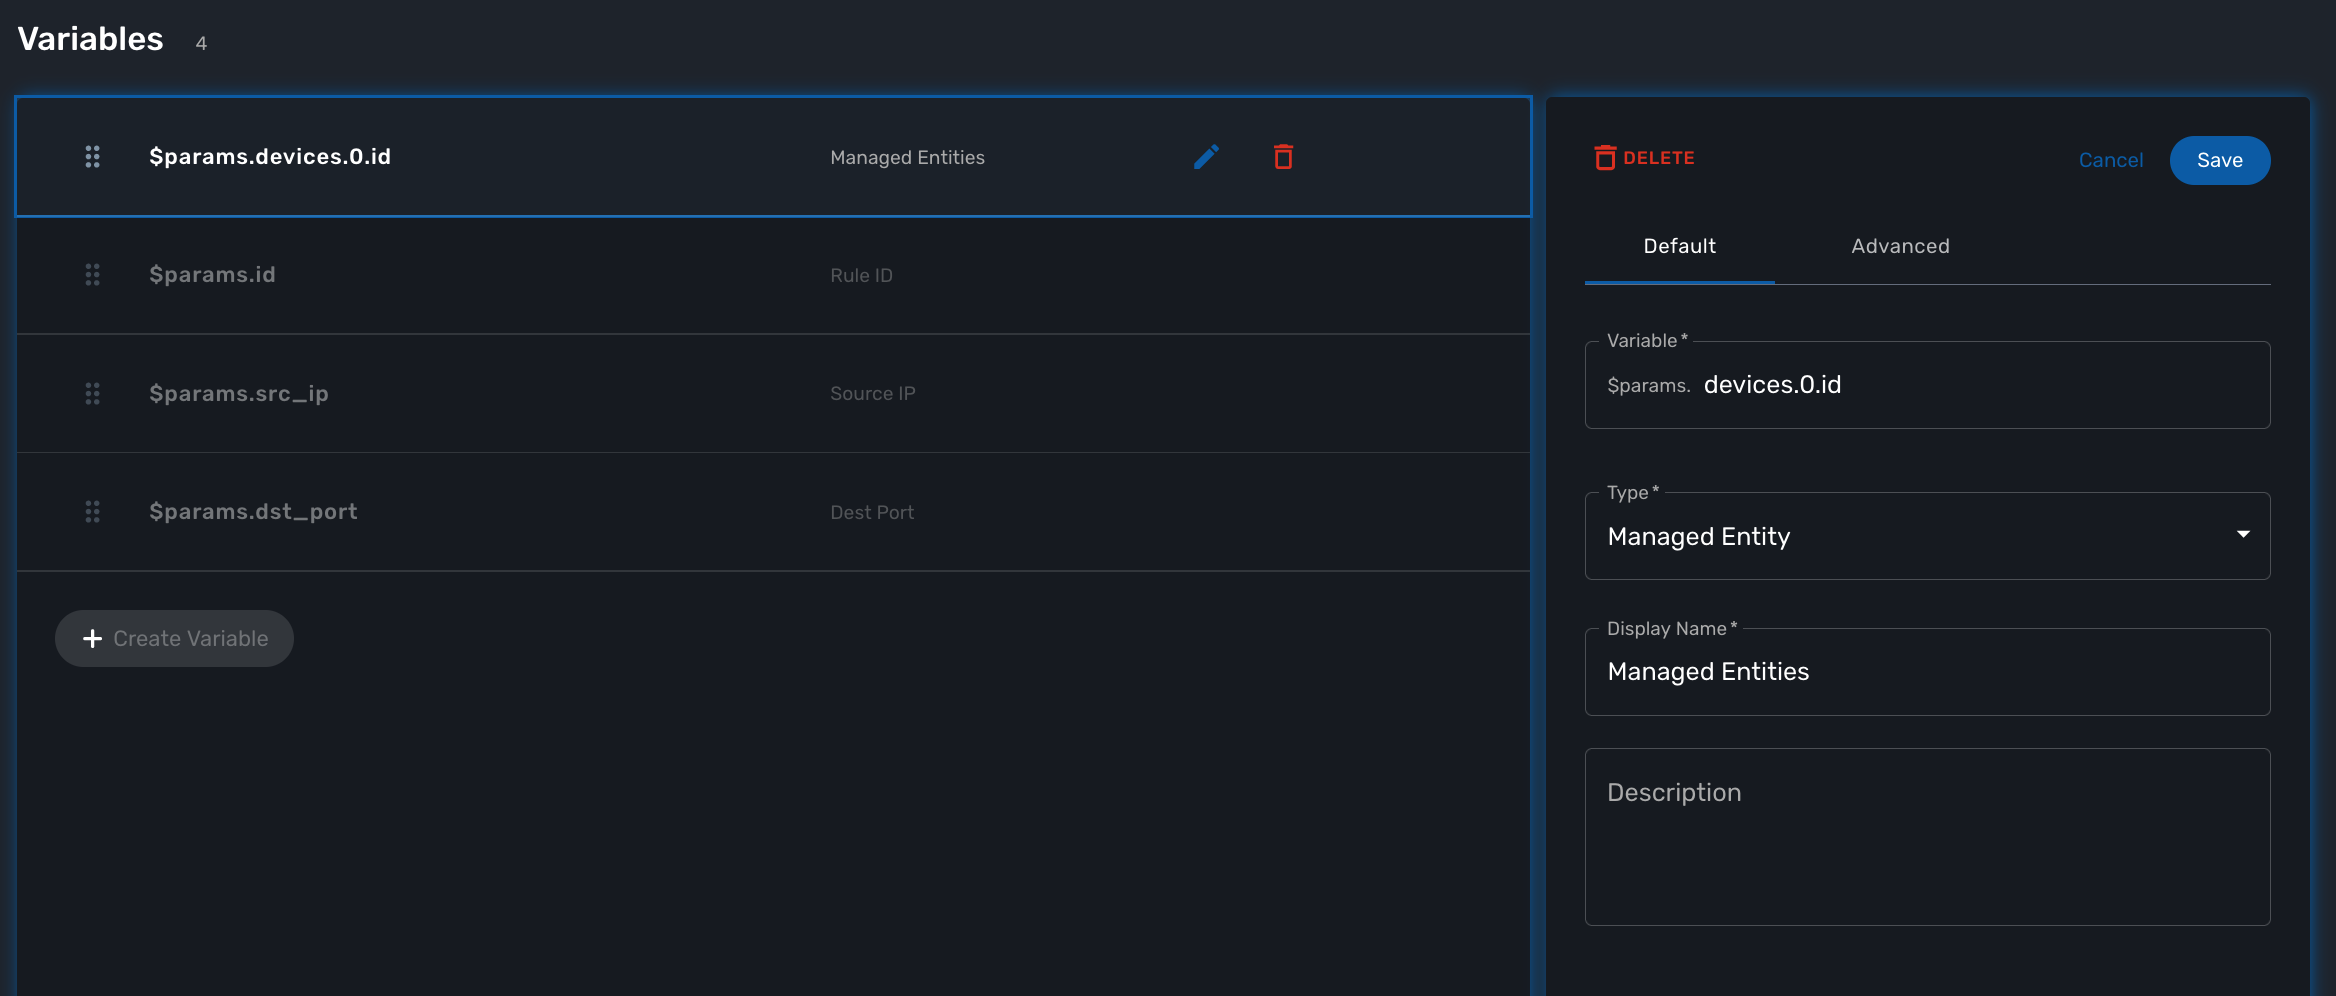 Variables 4
$params.devices.0.id Managed Entities
$params.id Rule ID
$params.src_ip Source IP
$params.dst_port Dest Port
+ Create Variable
DELETE Cancel Save
Default Advanced
Variable *
$params. devices.0.id
Type *
Managed Entity
Display Name *
Managed Entities
Description